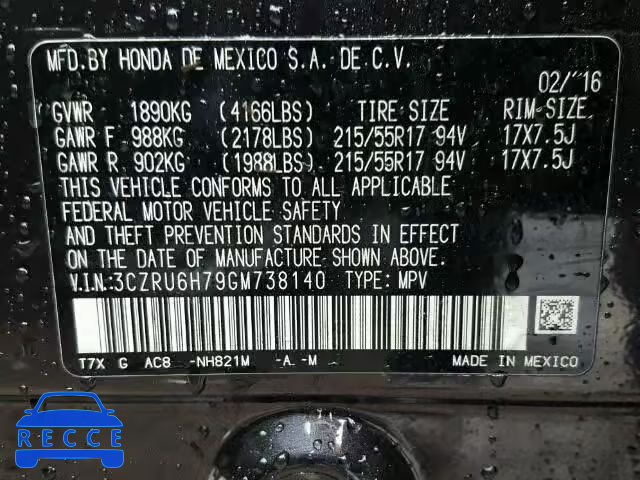 MFD.BY HONDA DE MEXICO S.A. DE C.V.
02/ 16
GVWR 1890KG (4166LBS) TIRE SIZE RIM-SIZE.
GAWR F 988KG (2178LBS) 215/55R17 94V 17X7.5J
GAWR R 902KG (1988LBS) 215/55R17 94V 17X7.5J
THIS VEHICLE CONFORMS TO ALL APPLICABLE
FEDERAL MOTOR VEHICLE SAFETY
AND THEFT PREVENTION STANDARDS IN EFFECT
ON THE DATE OF MANUFACTURE SHOWN ABOVE.
V.I.N:3CZRU6H79GM738140 TYPE: MPV
T7X G AC8 -NH821M -A -M MADE IN MEXICO
RECCE